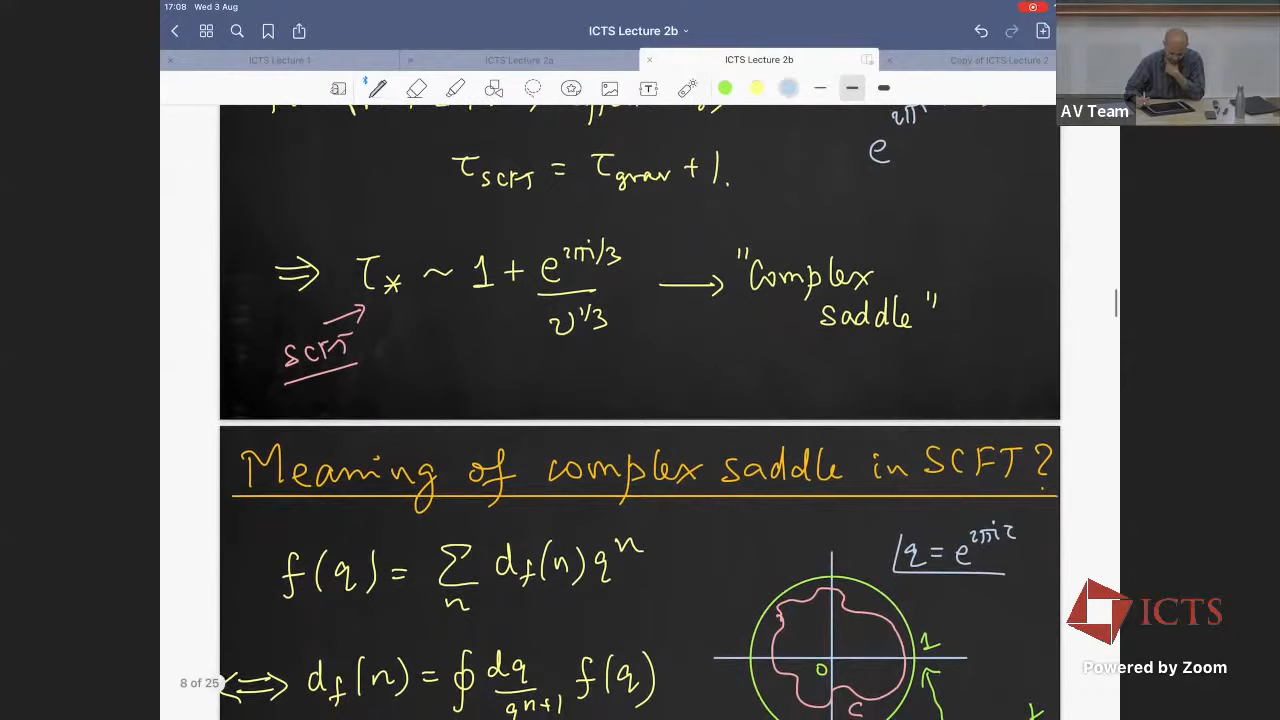 17:08 Wed 3 Aug
ICTS Lecture 2b
ICTS Lecture 1
ICTS Lecture 2a
ICTS Lecture 2b
Copy of ICTS Lecture 2
AV Team
e
τ_SCFT = τ_grav + 1.
⇒ τ_* ~ 1 + e^{2πi/3} / ν^{1/3} → "Complex
saddle"
SCFT
Meaning of complex saddle in SCFT?
q = e^{2πiτ}
f(q) = ∑_n d_f(n) q^n
1
0
C
⇔ d_f(n) = ∮ dq / q^{n+1} f(q)
8 of 25
ICTS
Powered by Zoom